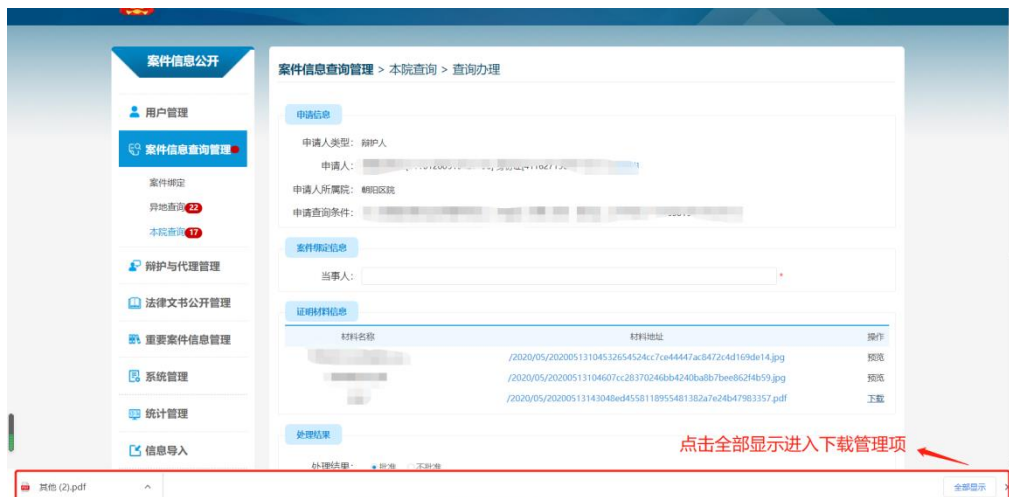 案件信息公开
案件信息查询管理 > 本院查询 > 查询办理
用户管理
申请信息
申请人类型： 辩护人
案件信息查询管理
申请人：
案件绑定
申请人所属院： 朝阳区院
异地查询 22
申请查询条件：
本院查询 17
案件绑定信息
辩护与代理管理
当事人： *
法律文书公开管理
证明材料信息
重要案件信息管理
材料名称 材料地址 操作
/2020/05/20200513104532654524cc7ce44447ac8472c4d169de14.jpg 预览
系统管理
/2020/05/20200513104607cc28370246bb4240ba8b7bee862f4b59.jpg 预览
/2020/05/20200513143048ed4558118955481382a7e24b47983357.pdf 下载
统计管理
处理结果
信息导入
点击全部显示进入下载管理项
处理结果： 批准 不批准
其他 (2).pdf
全部显示